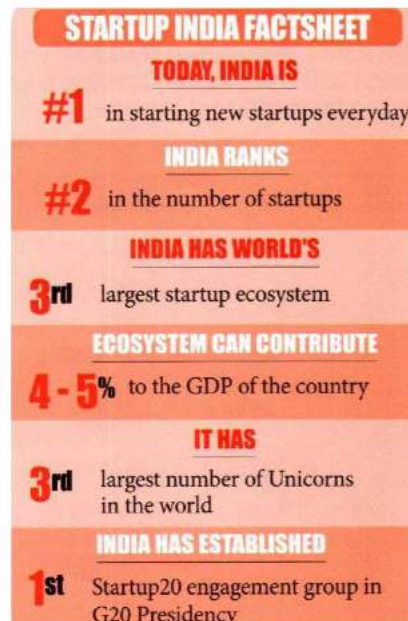 STARTUP INDIA FACTSHEET
TODAY, INDIA IS
#1 in starting new startups everyday
INDIA RANKS
#2 in the number of startups
INDIA HAS WORLD'S
3rd largest startup ecosystem
ECOSYSTEM CAN CONTRIBUTE
4 - 5% to the GDP of the country
IT HAS
3rd largest number of Unicorns
in the world
INDIA HAS ESTABLISHED
1st Startup20 engagement group in
G20 Presidency